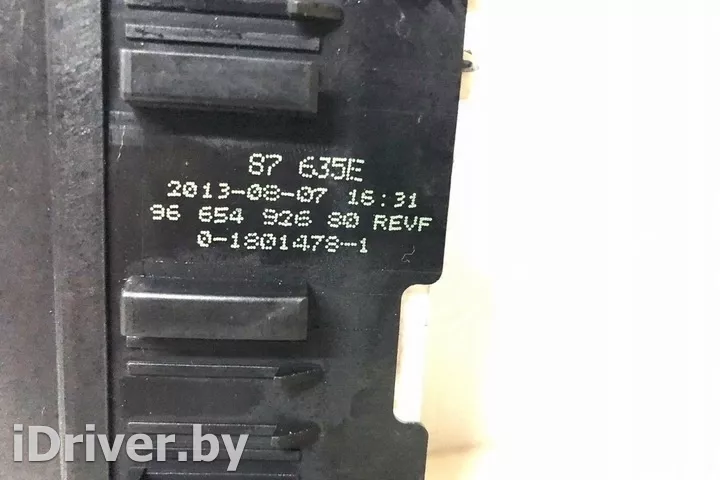 87 635E
2013-08-07 16:31
96 654 926 80 REVF
0-1801478-1
iDriver.by